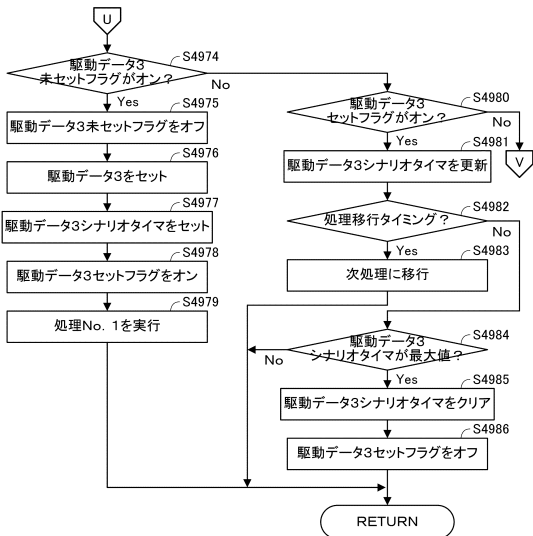 U
駆動データ3
未セットフラグがオン？
S4974
No
Yes
S4975
駆動データ3未セットフラグをオフ
S4976
駆動データ3をセット
S4977
駆動データ3シナリオタイマをセット
S4978
駆動データ3セットフラグをオン
S4979
処理No. 1を実行
駆動データ3
セットフラグがオン？
S4980
No
V
Yes
S4981
駆動データ3シナリオタイマを更新
処理移行タイミング？
S4982
No
Yes
S4983
次処理に移行
駆動データ3
シナリオタイマが最大値？
S4984
No
Yes
S4985
駆動データ3シナリオタイマをクリア
S4986
駆動データ3セットフラグをオフ
RETURN